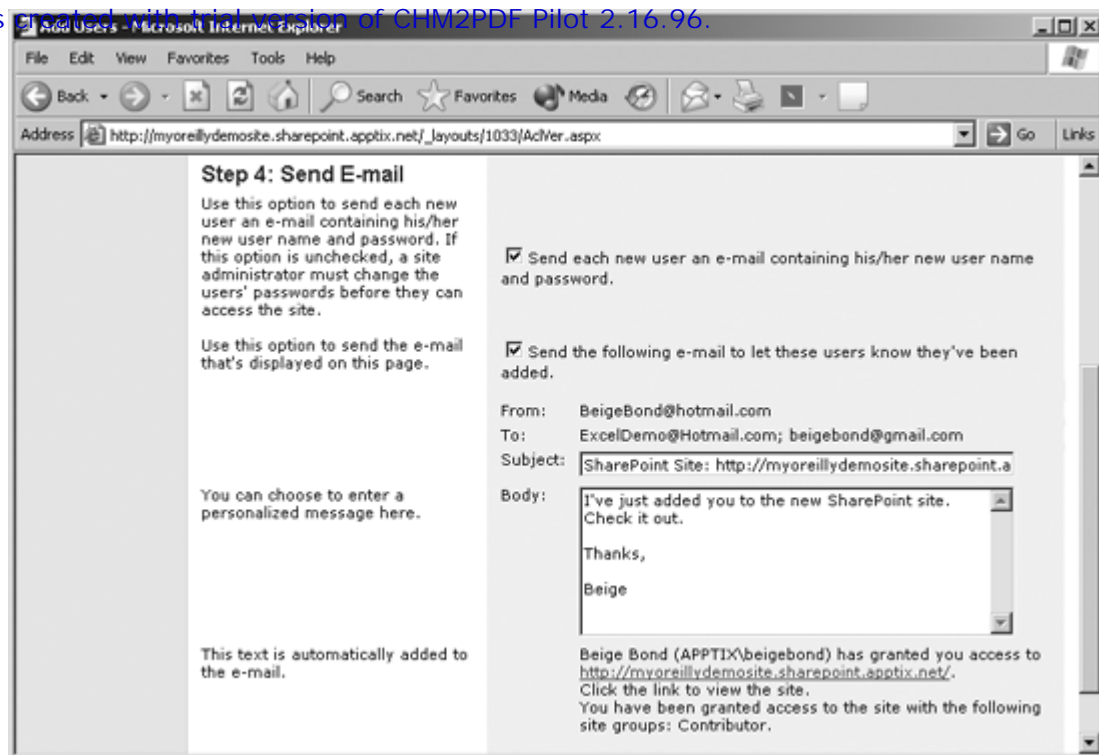 s created with trial version of CHM2PDF Pilot 2.16.96.
Add Users - Microsoft Internet Explorer
File Edit View Favorites Tools Help
Back Search Favorites Media
Address http://myoreillydemosite.sharepoint.apptix.net/_layouts/1033/AclVer.aspx Go Links
Step 4: Send E-mail
Use this option to send each new
user an e-mail containing his/her
new user name and password. If
this option is unchecked, a site
administrator must change the
users' passwords before they can
access the site.
Send each new user an e-mail containing his/her new user name
and password.
Use this option to send the e-mail
that's displayed on this page.
Send the following e-mail to let these users know they've been
added.
From: BeigeBond@hotmail.com
To: ExcelDemo@Hotmail.com; beigebond@gmail.com
Subject: SharePoint Site: http://myoreillydemosite.sharepoint.a
You can choose to enter a
personalized message here.
Body: I've just added you to the new SharePoint site.
Check it out.
Thanks,
Beige
This text is automatically added to
the e-mail.
Beige Bond (APPTIX\beigebond) has granted you access to
http://myoreillydemosite.sharepoint.apptix.net/.
Click the link to view the site.
You have been granted access to the site with the following
site groups: Contributor.